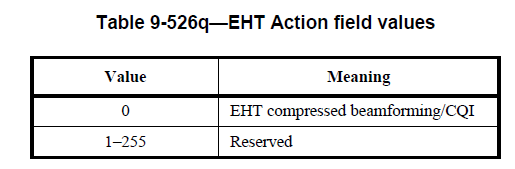 Table 9-526q—EHT Action field values
Value Meaning
0 EHT compressed beamforming/CQI
1–255 Reserved